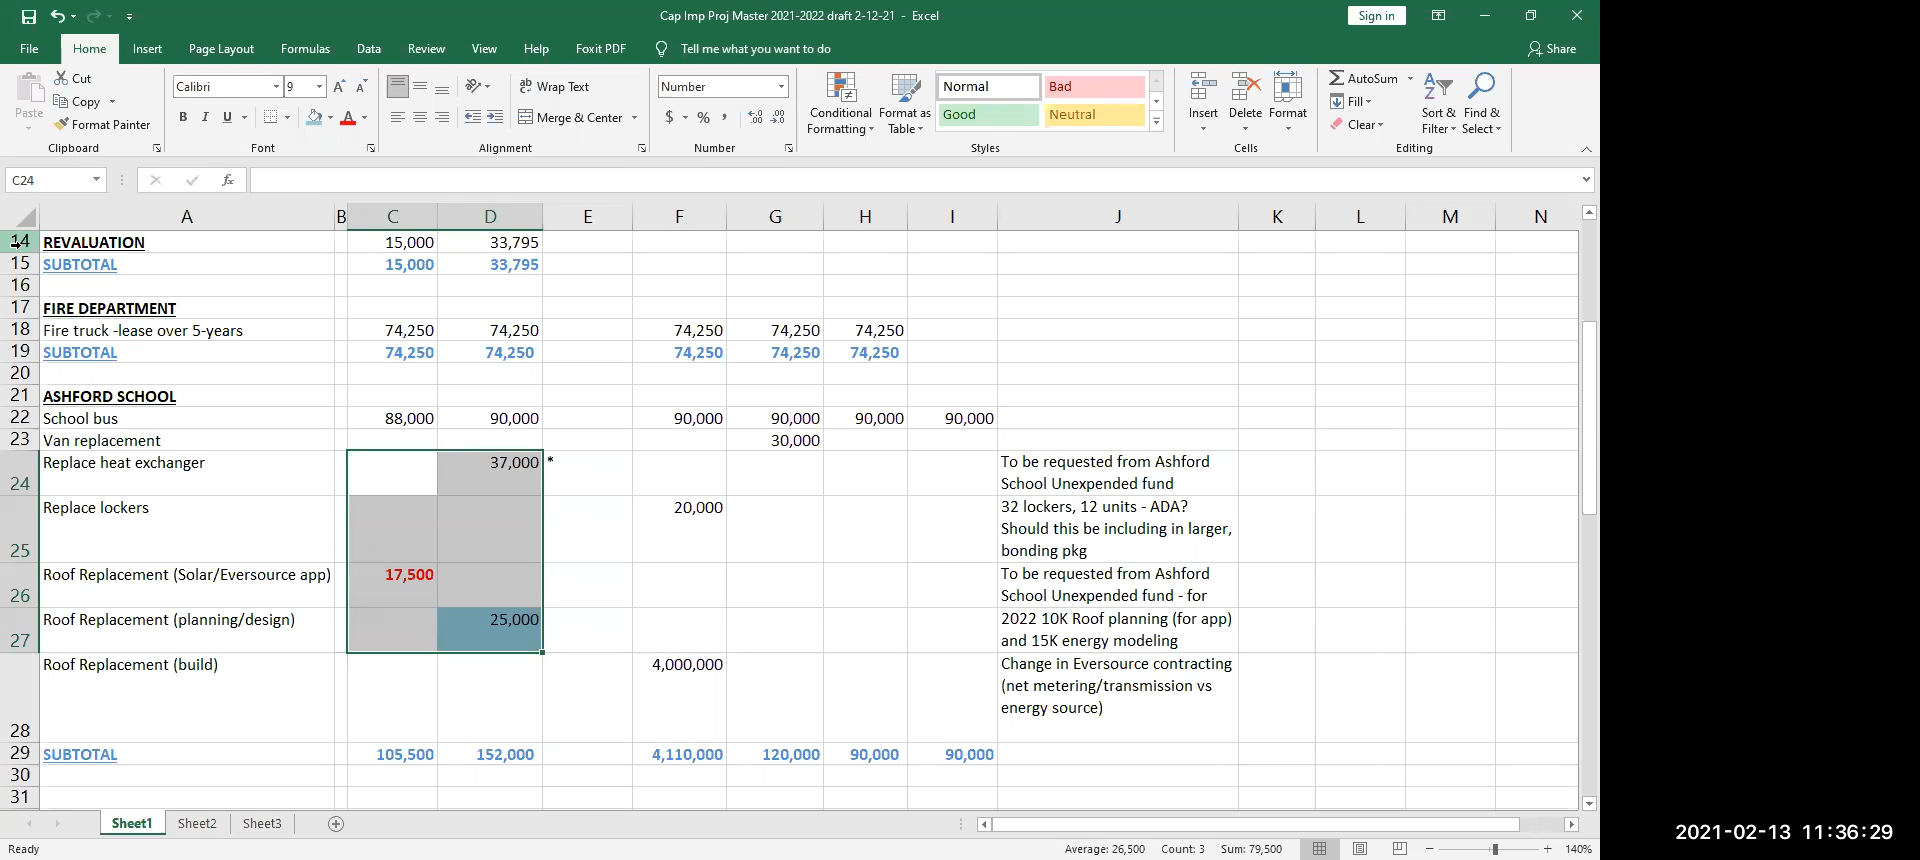 Cap Imp Proj Master 2021-2022 draft 2-12-21 - Excel
Sign in
File Home Insert Page Layout Formulas Data Review View Help Foxit PDF Tell me what you want to do Share
Cut
Copy
Format Painter
Paste
Clipboard
Calibri 9
B I U
Font
Wrap Text
Merge & Center
Alignment
Number
$ % ,
Number
Conditional Formatting
Format as Table
Normal Bad
Good Neutral
Styles
Insert Delete Format
Cells
AutoSum
Fill
Clear
Sort & Filter
Find & Select
Editing
C24 fx
A B C D E F G H I J K L M N
14 REVALUATION 15,000 33,795
15 SUBTOTAL 15,000 33,795
16
17 FIRE DEPARTMENT
18 Fire truck -lease over 5-years 74,250 74,250 74,250 74,250 74,250
19 SUBTOTAL 74,250 74,250 74,250 74,250 74,250
20
21 ASHFORD SCHOOL
22 School bus 88,000 90,000 90,000 90,000 90,000 90,000
23 Van replacement 30,000
24 Replace heat exchanger 37,000 * To be requested from Ashford
School Unexpended fund
25 Replace lockers 20,000 32 lockers, 12 units - ADA?
Should this be including in larger,
bonding pkg
26 Roof Replacement (Solar/Eversource app) 17,500 To be requested from Ashford
School Unexpended fund - for
27 Roof Replacement (planning/design) 25,000 2022 10K Roof planning (for app)
and 15K energy modeling
28 Roof Replacement (build) 4,000,000 Change in Eversource contracting
(net metering/transmission vs
energy source)
29 SUBTOTAL 105,500 152,000 4,110,000 120,000 90,000 90,000
30
31
Sheet1 Sheet2 Sheet3
Ready Average: 26,500 Count: 3 Sum: 79,500 140%
2021-02-13 11:36:29